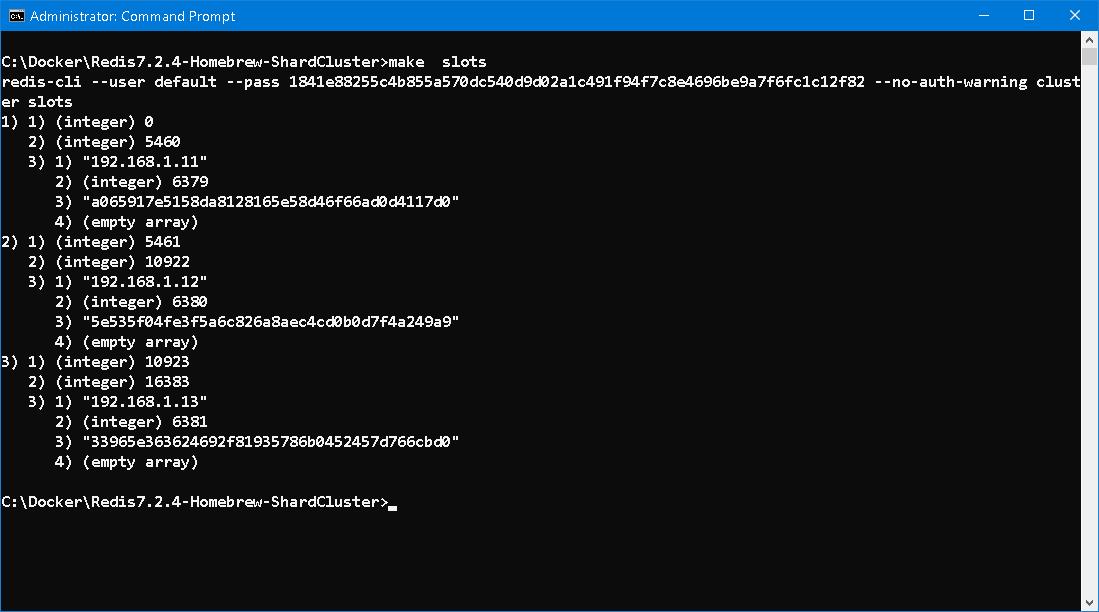 Administrator: Command Prompt
C:\Docker\Redis7.2.4-Homebrew-ShardCluster>make  slots
redis-cli --user default --pass 1841e88255c4b855a570dc540d9d02a1c491f94f7c8e4696be9a7f6fc1c12f82 --no-auth-warning clust
er slots
1) 1) (integer) 0
   2) (integer) 5460
   3) 1) "192.168.1.11"
      2) (integer) 6379
      3) "a065917e5158da8128165e58d46f66ad0d4117d0"
      4) (empty array)
2) 1) (integer) 5461
   2) (integer) 10922
   3) 1) "192.168.1.12"
      2) (integer) 6380
      3) "5e535f04fe3f5a6c826a8aec4cd0b0d7f4a249a9"
      4) (empty array)
3) 1) (integer) 10923
   2) (integer) 16383
   3) 1) "192.168.1.13"
      2) (integer) 6381
      3) "33965e363624692f81935786b0452457d766cbd0"
      4) (empty array)
C:\Docker\Redis7.2.4-Homebrew-ShardCluster>